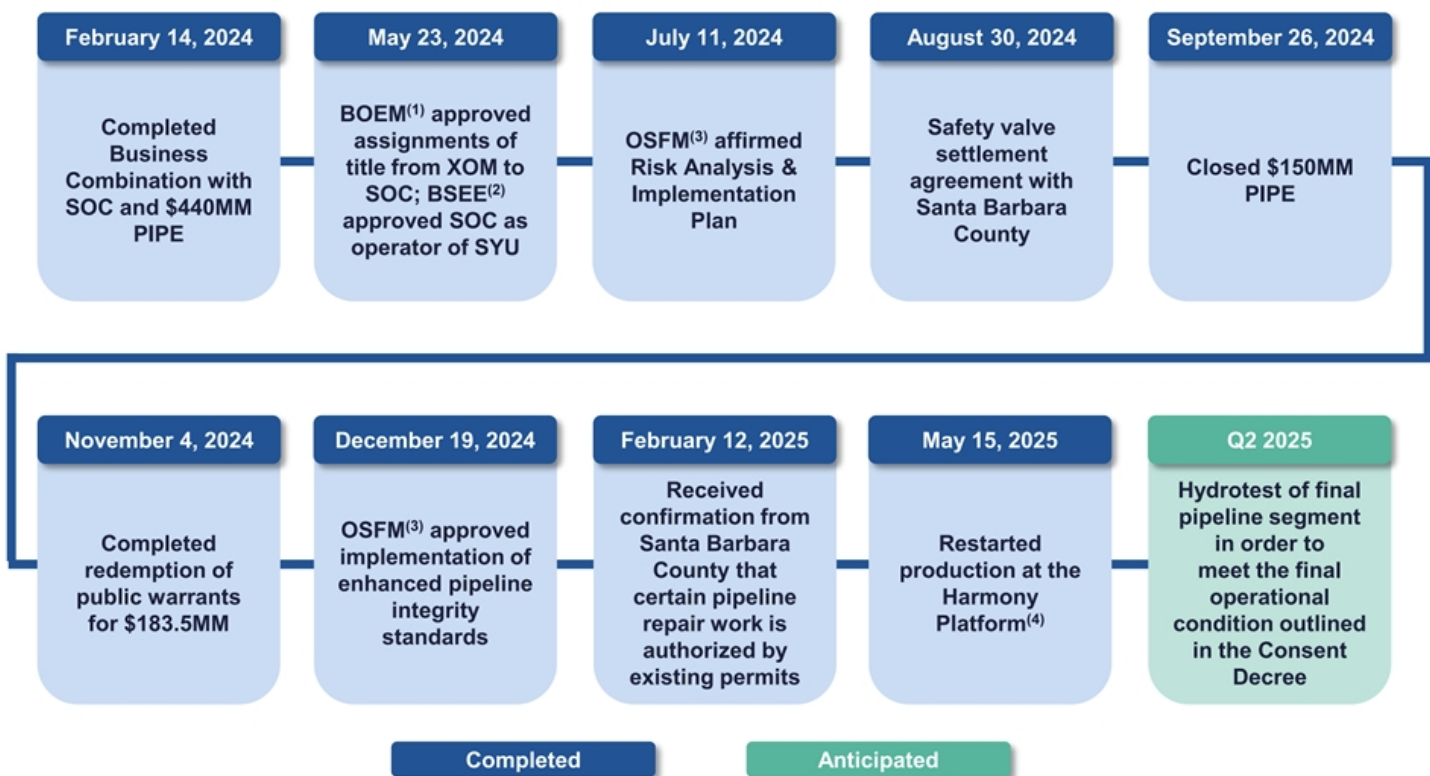 February 14, 2024
Completed
Business
Combination with
SOC and $440MM
PIPE
May 23, 2024
BOEM(1) approved
assignments of
title from XOM to
SOC; BSEE(2)
approved SOC as
operator of SYU
July 11, 2024
OSFM(3) affirmed
Risk Analysis &
Implementation
Plan
August 30, 2024
Safety valve
settlement
agreement with
Santa Barbara
County
September 26, 2024
Closed $150MM
PIPE
November 4, 2024
Completed
redemption of
public warrants
for $183.5MM
December 19, 2024
OSFM(3) approved
implementation of
enhanced pipeline
integrity
standards
February 12, 2025
Received
confirmation from
Santa Barbara
County that
certain pipeline
repair work is
authorized by
existing permits
May 15, 2025
Restarted
production at the
Harmony
Platform(4)
Q2 2025
Hydrotest of final
pipeline segment
in order to
meet the final
operational
condition outlined
in the Consent
Decree
Completed
Anticipated